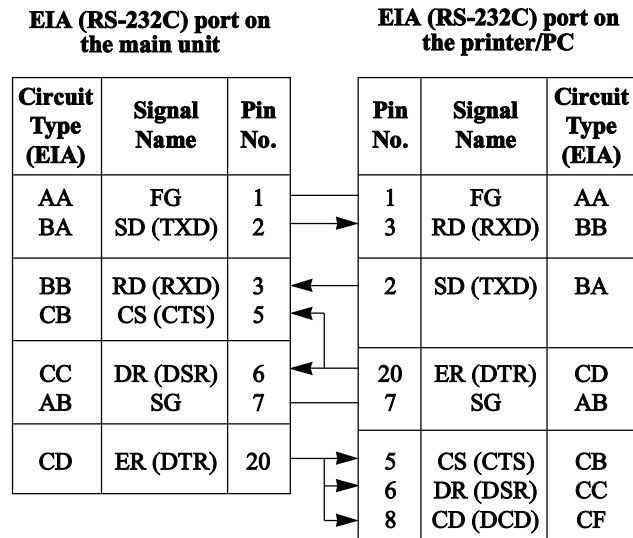 EIA (RS-232C) port on
the main unit
EIA (RS-232C) port on
the printer/PC
Circuit
Type
(EIA)
Signal
Name
Pin
No.
Pin
No.
Signal
Name
Circuit
Type
(EIA)
AA FG 1 1 FG AA
BA SD (TXD) 2 3 RD (RXD) BB
BB RD (RXD) 3 2 SD (TXD) BA
CB CS (CTS) 5
CC DR (DSR) 6 20 ER (DTR) CD
AB SG 7 7 SG AB
CD ER (DTR) 20 5 CS (CTS) CB
6 DR (DSR) CC
8 CD (DCD) CF